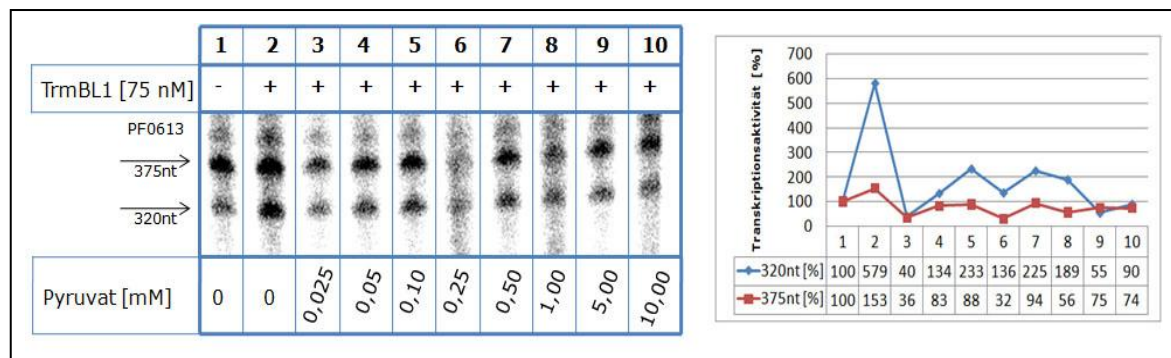 1 2 3 4 5 6 7 8 9 10
TrmBL1 [75 nM] - + + + + + + + + +
PF0613
375nt
320nt
Pyruvat [mM] 0 0 0,025 0,05 0,10 0,25 0,50 1,00 5,00 10,00
Transkriptionsaktivität [%]
700
600
500
400
300
200
100
0
1 2 3 4 5 6 7 8 9 10
320nt [%] 100 579 40 134 233 136 225 189 55 90
375nt [%] 100 153 36 83 88 32 94 56 75 74